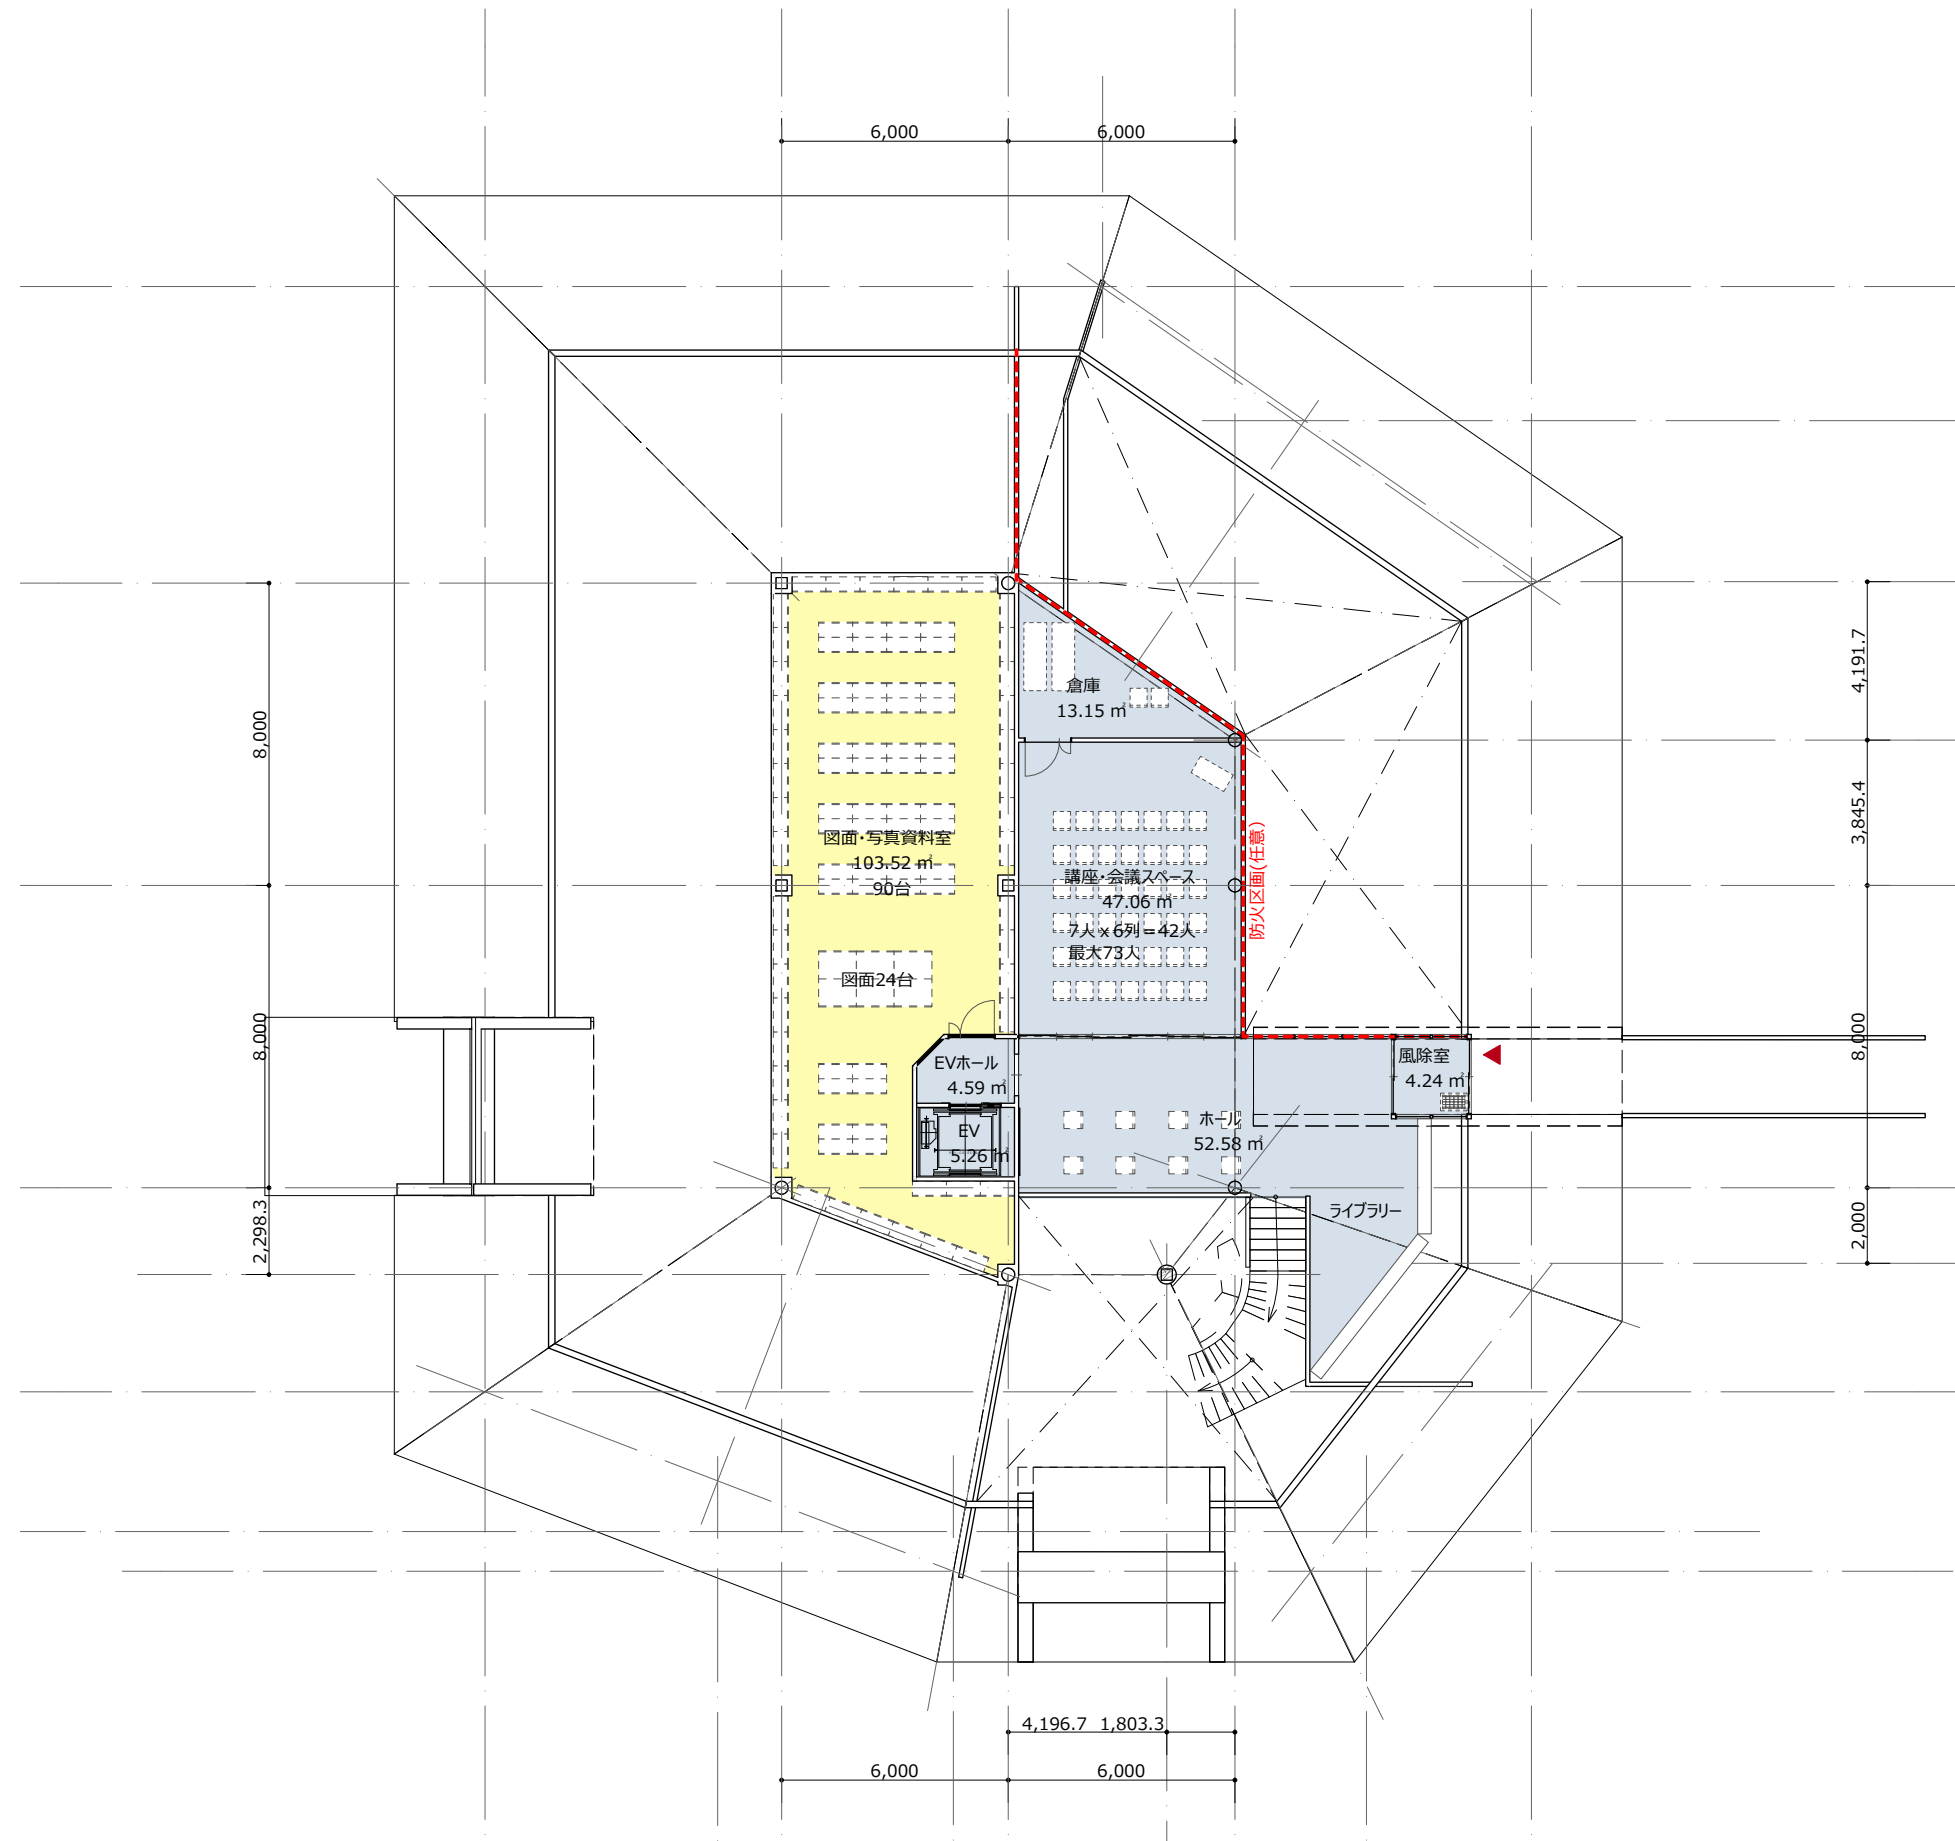 6,000
6,000
4,191.7
倉庫
13.15 ㎡
8,000
3,845.4
図面・写真資料室
103.52 ㎡
90台
防火区画(任意)
講座・会議スペース
47.06 ㎡
7人×6列=42人
最大73人
図面24台
8,000
8,000
EVホール
4.59 ㎡
風除室
4.24 ㎡
EV
5.26 ㎡
ホール
52.58 ㎡
ライブラリー
2,298.3
2,000
4,196.7
1,803.3
6,000
6,000